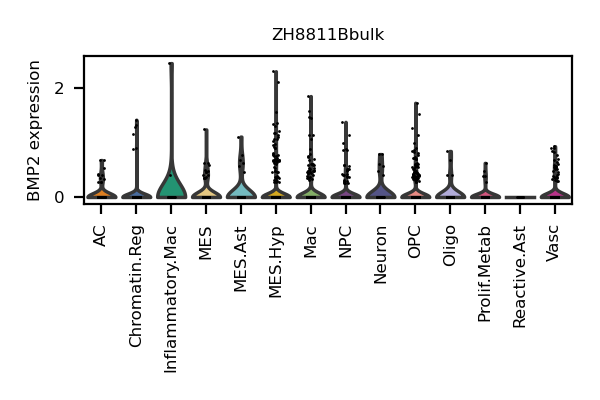 ZH8811Bbulk
BMP2 expression
2
0
AC
Chromatin.Reg
Inflammatory.Mac
MES
MES.Ast
MES.Hyp
Mac
NPC
Neuron
OPC
Oligo
Prolif.Metab
Reactive.Ast
Vasc